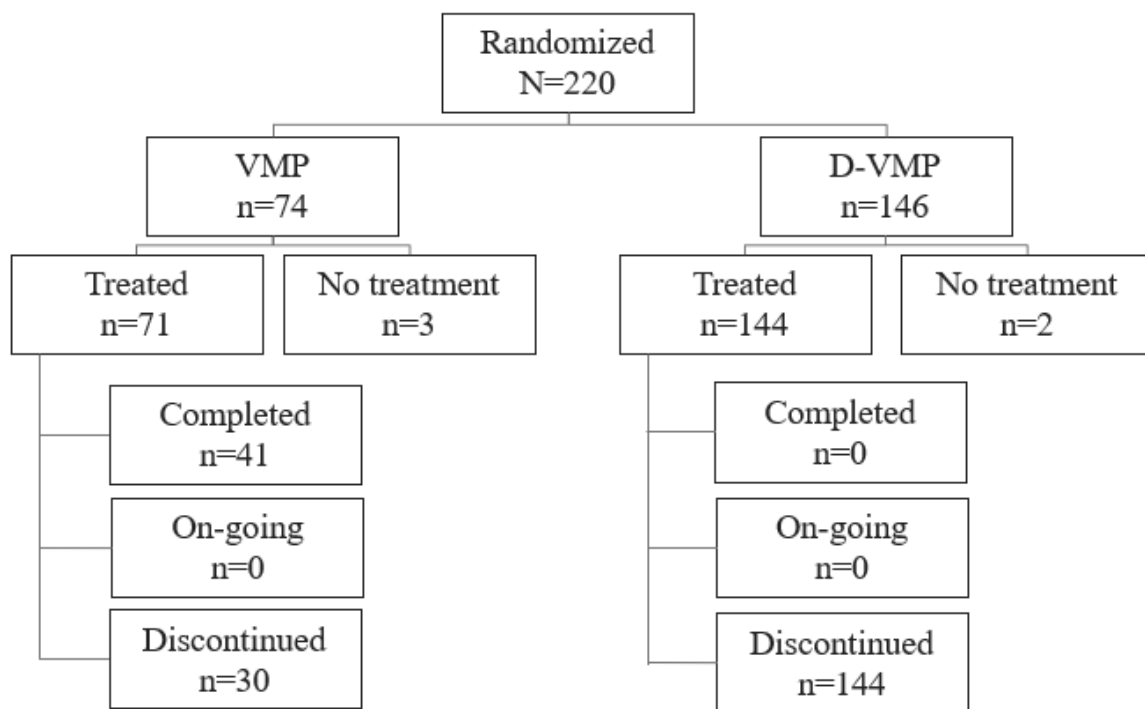 Randomized
N=220
VMP
n=74
D-VMP
n=146
Treated
n=71
No treatment
n=3
Treated
n=144
No treatment
n=2
Completed
n=41
On-going
n=0
Discontinued
n=30
Completed
n=0
On-going
n=0
Discontinued
n=144